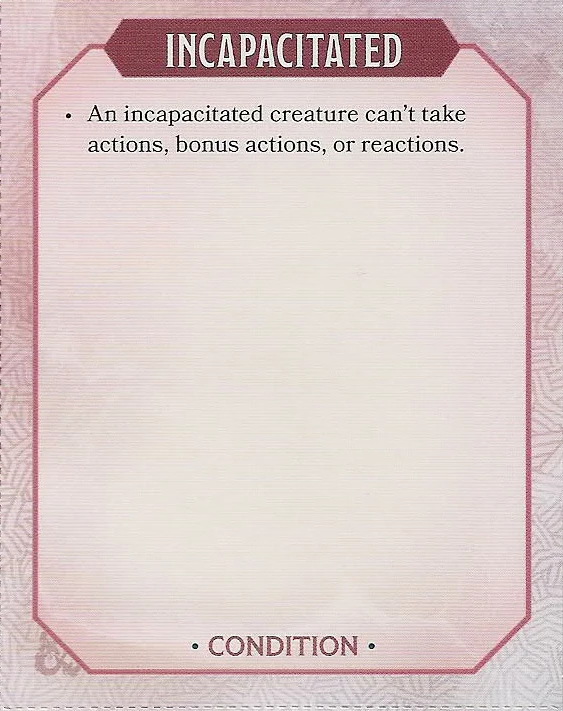 INCAPACITATED
• An incapacitated creature can't take
actions, bonus actions, or reactions.
• CONDITION •